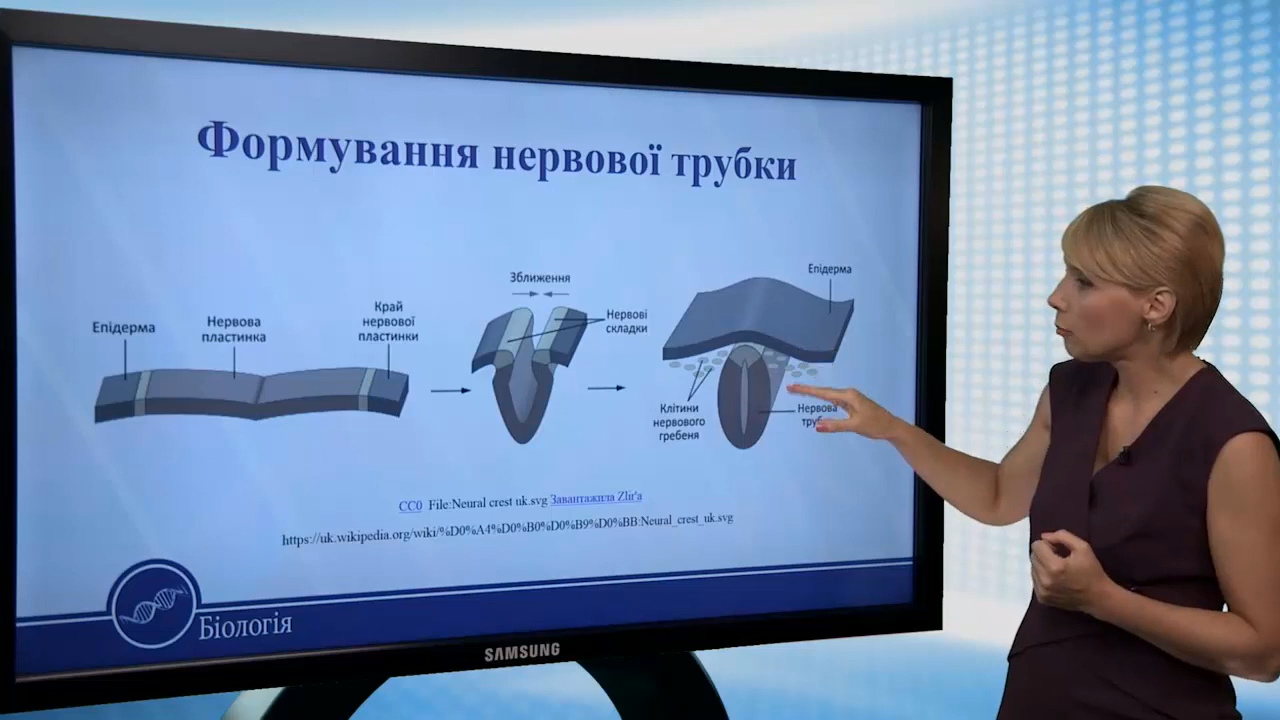 Формування нервової трубки
Зближення
Епідерма
Нервові
складки
Край
нервової
пластинки
Нервова
пластинка
Епідерма
Клітини
нервового
гребеня
Нервова
CC0 File:Neural crest uk.svg Завантажила Zlir'a
https://uk.wikipedia.org/wiki/%D0%A4%D0%B0%D0%B9%D0%BB:Neural_crest_uk.svg
Біологія
SAMSUNG